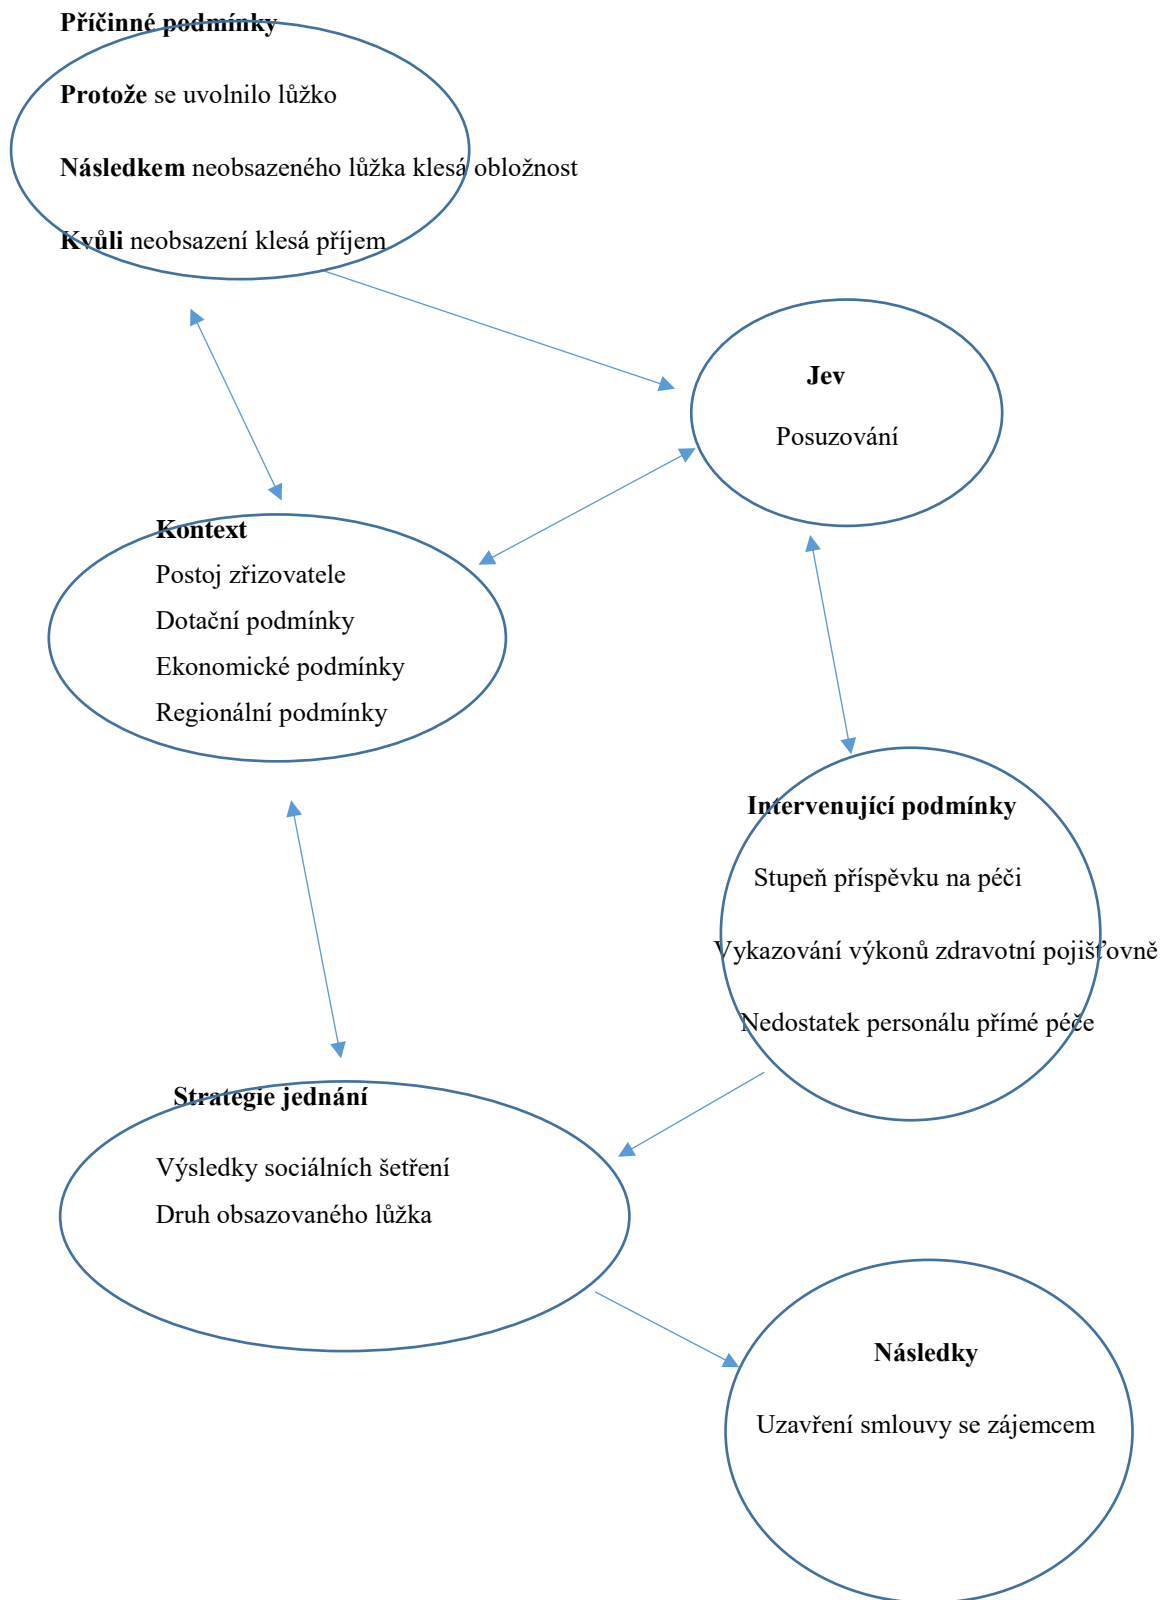 Příčinné podmínky
Protože se uvolnilo lůžko
Následkem neobsazeného lůžka klesá obložnost
Kvůli neobsazení klesá příjem
Jev
Posuzování
Kontext
Postoj zřizovatele
Dotační podmínky
Ekonomické podmínky
Regionální podmínky
Intervenující podmínky
Stupeň příspěvku na péči
Vykazování výkonů zdravotní pojišťovně
Nedostatek personálu přímé péče
Strategie jednání
Výsledky sociálních šetření
Druh obsazovaného lůžka
Následky
Uzavření smlouvy se zájemcem